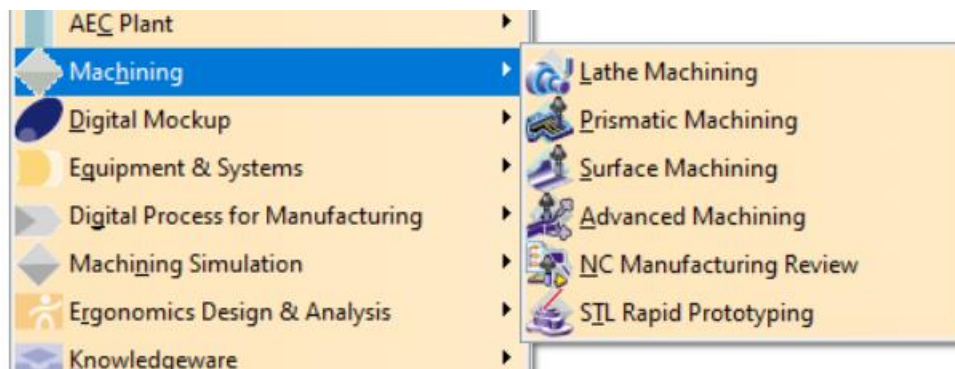 AEC Plant
Machining
Digital Mockup
Equipment & Systems
Digital Process for Manufacturing
Machining Simulation
Ergonomics Design & Analysis
Knowledgeware
Lathe Machining
Prismatic Machining
Surface Machining
Advanced Machining
NC Manufacturing Review
STL Rapid Prototyping